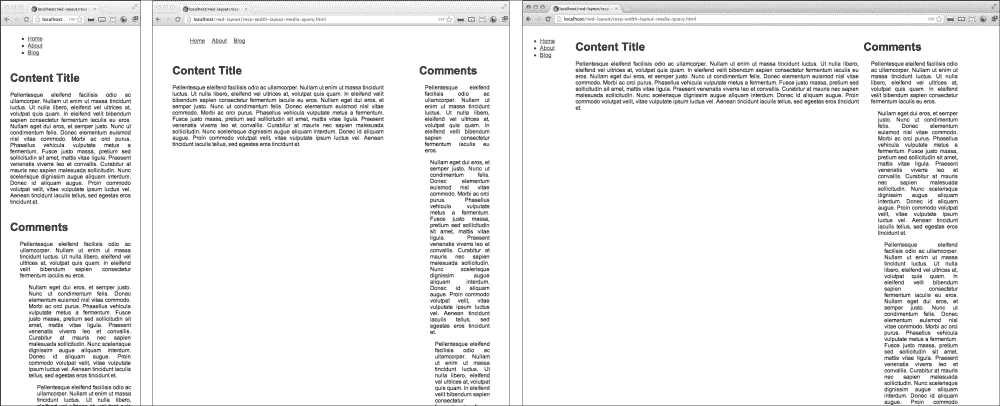 localhost...
• Home
• About
• Blog
Content Title
Pellentesque eleifend facilisis odio ac
ullamcorper. Nullam ut enim ut massa
tincidunt luctus. Ut nulla libero, eleifend
vel ultrices at, volutpat quis quam. In
eleifend velit bibendum sapien
consectetur fermentum iaculis eu eros.
Nullam eget dui eros, et semper justo.
Nunc ut condimentum felis. Donec
elementum euismod nisl vitae commodo.
Morbi ac orci purus. Phasellus vehicula
vulputate metus a fermentum. Fusce
justo massa, pretium sit amet, mattis
vitae ligula. Praesent venenatis viverra
leo et convallis. Curabitur at mauris nec
sapien malesuada sollicitudin. Nunc
scelerisque dignissim augue aliquam
interdum. Donec id aliquam augue. Proin
commodo volutpat velit, vitae vulputate
ipsum luctus vel. Aenean tincidunt iaculis
tellus, sed egestas eros tincidunt et.
Comments
Pellentesque eleifend facilisis odio ac
ullamcorper. Nullam ut enim ut massa
tincidunt luctus. Ut nulla libero, eleifend vel
ultrices at, volutpat quis quam. In eleifend
velit bibendum sapien consectetur
fermentum iaculis eu eros.
Nullam eget dui eros, et semper justo.
Nunc ut condimentum felis. Donec
elementum euismod nisl vitae commodo.
Morbi ac orci purus. Phasellus vehicula
vulputate metus a fermentum. Fusce
justo massa, pretium sit amet, mattis
vitae ligula. Praesent
venenatis viverra leo et convallis.
Curabitur at mauris nec sapien
malesuada sollicitudin. Nunc scelerisque
dignissim augue aliquam interdum.
Donec id aliquam augue. Proin
commodo volutpat velit, vitae vulputate
ipsum luctus vel. Aenean tincidunt iaculis
tellus, sed egestas eros tincidunt et.
Pellentesque eleifend facilisis odio ac
ullamcorper. Nullam ut enim ut
massa tincidunt luctus. Ut nulla
libero, eleifend vel ultrices at, volutpat
localhost/rwd-layout/resp-width-layout-media-query.html
Home About Blog
Content Title
Pellentesque eleifend facilisis odio ac ullamcorper. Nullam ut enim ut massa tincidunt
luctus. Ut nulla libero, eleifend vel ultrices at, volutpat quis quam. In eleifend velit
bibendum sapien consectetur fermentum iaculis eu eros. Nullam eget dui eros, et
semper justo. Nunc ut condimentum felis. Donec elementum euismod nisl vitae
commodo. Morbi ac orci purus. Phasellus vehicula vulputate metus a fermentum.
Fusce justo massa, pretium sit amet, mattis vitae ligula. Praesent venenatis viverra
leo et convallis. Curabitur at mauris nec sapien malesuada
sollicitudin. Nunc scelerisque dignissim augue aliquam interdum. Donec id aliquam
augue. Proin commodo volutpat velit, vitae vulputate ipsum luctus vel. Aenean
tincidunt iaculis tellus, sed egestas eros tincidunt et.
Comments
Pellentesque eleifend
facilisis odio ac
ullamcorper. Nullam ut
enim ut massa tincidunt
luctus. Ut nulla libero,
eleifend vel ultrices at,
volutpat quis quam. In
eleifend velit bibendum
sapien consectetur
fermentum iaculis eu
eros.
Nullam eget dui eros, et
semper justo. Nunc ut
condimentum felis.
Donec elementum
euismod nisl vitae
commodo. Morbi ac orci
purus. Phasellus
vehicula vulputate
metus a fermentum.
Fusce justo massa,
pretium sit amet, mattis
vitae ligula. Praesent
venenatis viverra leo et
convallis. Curabitur at
mauris nec sapien
malesuada sollicitudin.
Nunc scelerisque
dignissim augue
aliquam interdum.
Donec id aliquam
augue. Proin commodo
volutpat velit, vitae
vulputate ipsum luctus
vel. Aenean tincidunt
iaculis tellus, sed
egestas eros tincidunt
et.
Pellentesque eleifend
facilisis odio ac
ullamcorper. Nullam
ut enim ut massa
tincidunt luctus. Ut
nulla libero, eleifend
vel ultrices at, volutpat
quis quam. In eleifend
velit bibendum
sapien consectetur
fermentum iaculis eu
localhost/rwd-layout/resp-width-layout-media-query.html
• Home
• About
• Blog
Content Title
Pellentesque eleifend facilisis odio ac ullamcorper. Nullam ut enim ut massa tincidunt luctus. Ut nulla libero,
eleifend vel ultrices at, volutpat quis quam. In eleifend velit bibendum sapien consectetur fermentum iaculis eu
eros. Nullam eget dui eros, et semper justo. Nunc ut condimentum felis. Donec elementum euismod nisl vitae
commodo. Morbi ac orci purus. Phasellus vehicula vulputate metus a fermentum. Fusce justo massa, pretium
sit amet, mattis vitae ligula. Praesent venenatis viverra leo et convallis. Curabitur at mauris nec sapien
malesuada sollicitudin. Nunc scelerisque dignissim augue aliquam interdum. Donec id aliquam augue. Proin
commodo volutpat velit, vitae vulputate ipsum luctus vel. Aenean tincidunt iaculis tellus, sed egestas eros tincidunt
et.
Comments
Pellentesque eleifend facilisis
odio ac ullamcorper. Nullam ut
enim ut massa tincidunt luctus.
Ut nulla libero, eleifend vel
ultrices at, volutpat quis quam.
In eleifend velit bibendum
sapien consectetur
fermentum iaculis eu eros.
Nullam eget dui eros, et semper
justo. Nunc ut condimentum
felis. Donec elementum
euismod nisl vitae commodo.
Morbi ac orci purus. Phasellus
vehicula vulputate metus a
fermentum. Fusce justo massa,
pretium sit amet, mattis vitae
ligula. Praesent venenatis
viverra leo et convallis.
Curabitur at mauris
nec sapien malesuada
sollicitudin. Nunc scelerisque
dignissim augue aliquam
interdum. Donec id aliquam
augue. Proin commodo volutpat
velit, vitae vulputate ipsum
luctus vel. Aenean tincidunt
iaculis tellus, sed egestas eros
tincidunt et.
Pellentesque eleifend
facilisis odio ac
ullamcorper. Nullam ut enim
ut massa tincidunt luctus. Ut
nulla libero, eleifend vel
ultrices at, volutpat quis
quam. In eleifend velit
bibendum sapien
consectetur fermentum
iaculis eu eros. Nullam eget
dui eros, et semper justo.
Nunc ut condimentum felis.
Donec elementum euismod
nisl vitae commodo. Morbi
ac orci purus. Phasellus
vehicula vulputate metus a
fermentum. Fusce justo
massa, pretium sit amet,
mattis vitae ligula. Praesent
venenatis viverra leo et
convallis. Curabitur at
mauris nec sapien
malesuada sollicitudin. Nunc
scelerisque dignissim augue
aliquam interdum. Donec id
aliquam augue. Proin
commodo